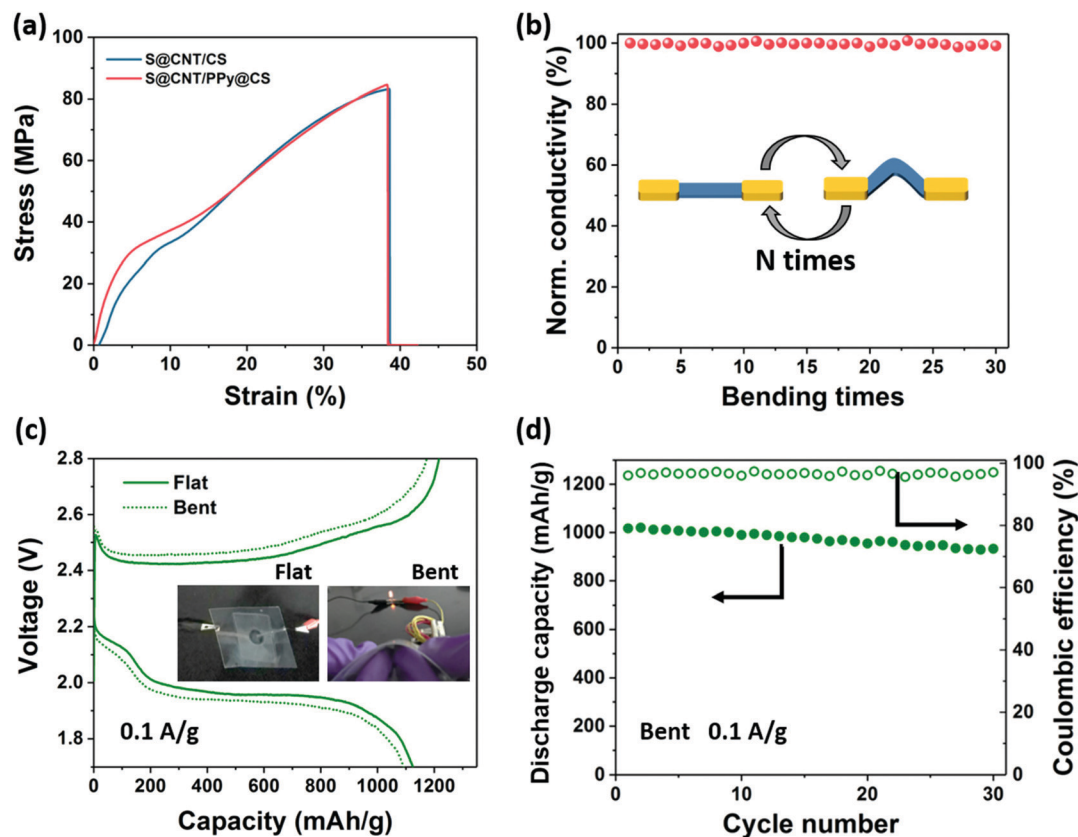 (a)
100
80
60
40
20
0
Stress (MPa)
S@CNT/CS
S@CNT/PPy@CS
0 10 20 30 40 50
Strain (%)
(b)
100
80
60
40
20
0
Norm. conductivity (%)
N times
0 5 10 15 20 25 30
Bending times
(c)
2.8
2.6
2.4
2.2
2.0
1.8
Voltage (V)
Flat
Bent
Flat Bent
0.1 A/g
0 200 400 600 800 1000 1200
Capacity (mAh/g)
(d)
1200
1000
800
600
400
200
0
Discharge capacity (mAh/g)
100
80
60
40
20
0
Coulombic efficiency (%)
Bent 0.1 A/g
0 10 20 30
Cycle number